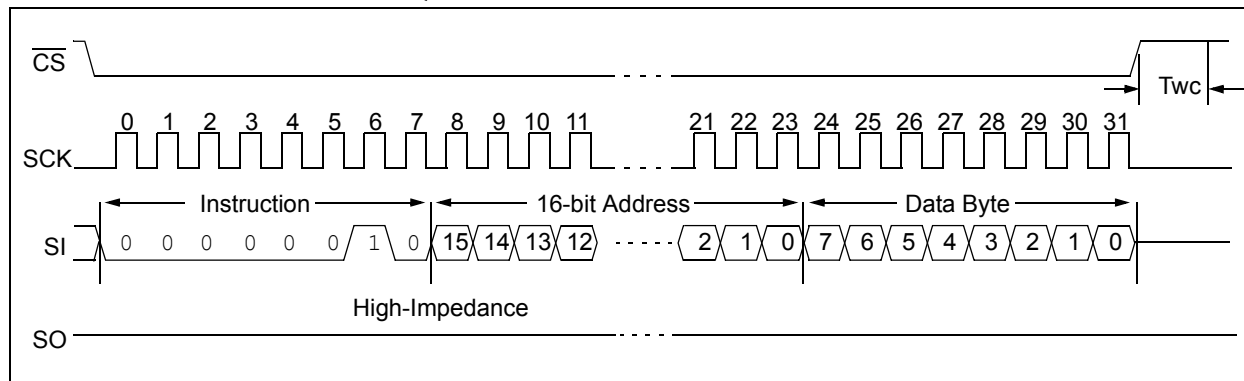 CS
Twc
0 1 2 3 4 5 6 7 8 9 10 11 21 22 23 24 25 26 27 28 29 30 31
SCK
Instruction 16-bit Address Data Byte
SI 0 0 0 0 0 0 1 0 15 14 13 12 2 1 0 7 6 5 4 3 2 1 0
High-Impedance
SO